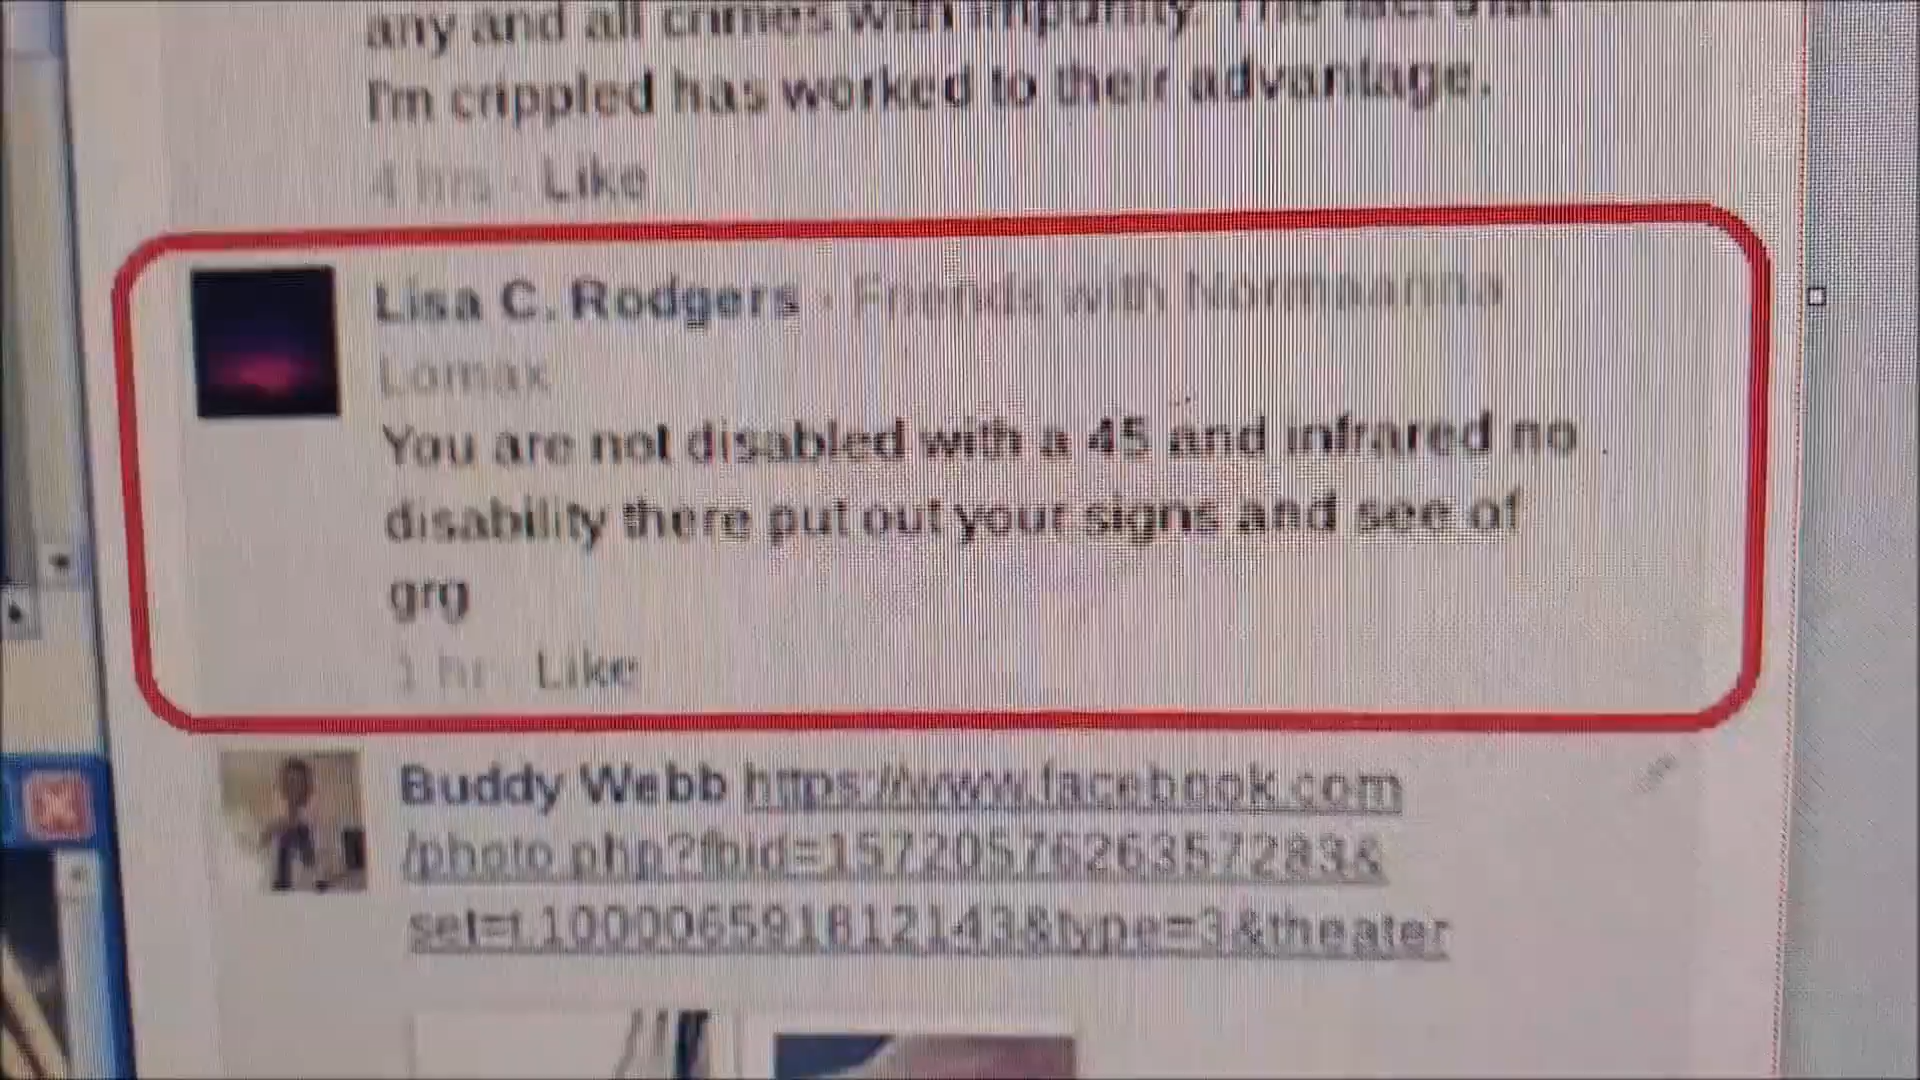 any and all crimes with impunity. The fact that
I'm crippled has worked to their advantage.
4 hrs · Like
Lisa C. Rodgers · Friends with Normaanna
Lomax
You are not disabled with a 45 and infrared no
disability there put out your signs and see of
grg
1 hr · Like
Buddy Webb https://www.facebook.com
/photo.php?fbid=1572057626357283&
set=t.100006591812143&type=3&theater